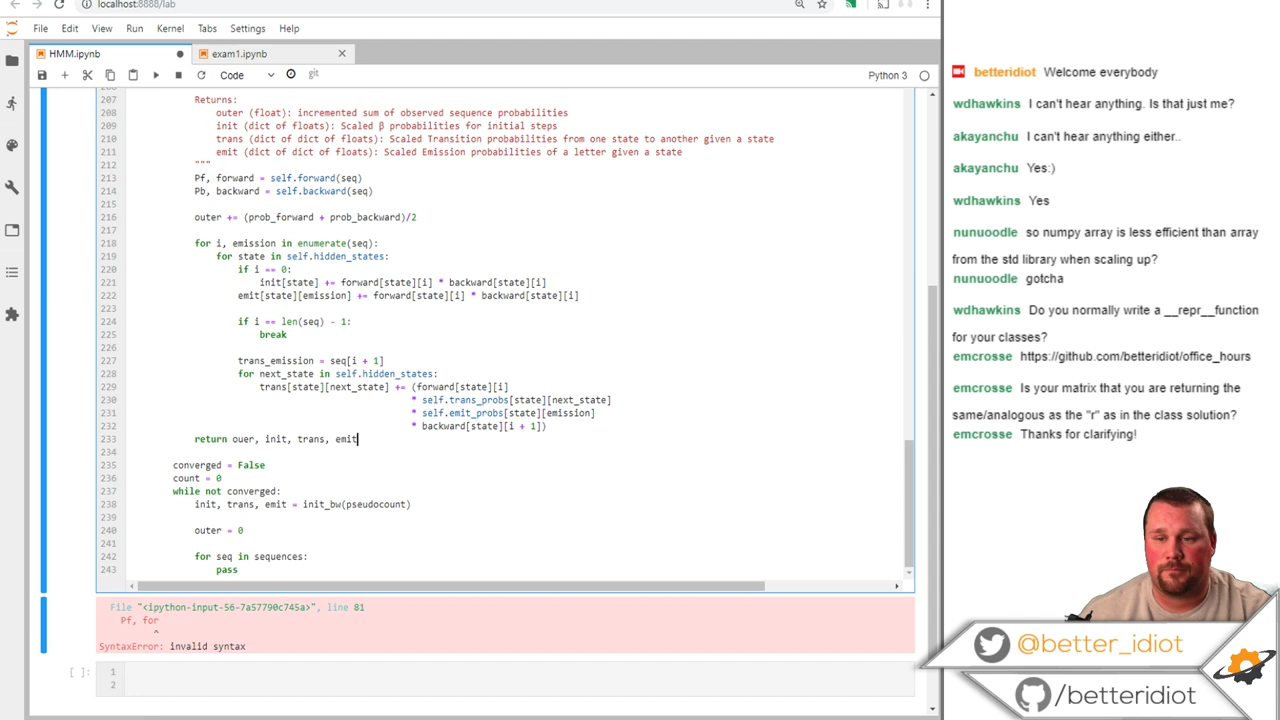 localhost:8888/lab
File Edit View Run Kernel Tabs Settings Help
HMM.ipynb
exam1.ipynb
Code
git
Python 3
207 Returns:
208 outer (float): incremented sum of observed sequence probabilities
209 init (dict of floats): Scaled β probabilities for initial steps
210 trans (dict of dict of floats): Scaled Transition probabilities from one state to another given a state
211 emit (dict of dict of floats): Scaled Emission probabilities of a letter given a state
212 """
213 Pf, forward = self.forward(seq)
214 Pb, backward = self.backward(seq)
215
216 outer += (prob_forward + prob_backward)/2
217
218 for i, emission in enumerate(seq):
219 for state in self.hidden_states:
220 if i == 0:
221 init[state] += forward[state][i] * backward[state][i]
222 emit[state][emission] += forward[state][i] * backward[state][i]
223
224 if i == len(seq) - 1:
225 break
226
227 trans_emission = seq[i + 1]
228 for next_state in self.hidden_states:
229 trans[state][next_state] += (forward[state][i]
230 * self.trans_probs[state][next_state]
231 * self.emit_probs[state][emission]
232 * backward[state][i + 1])
233 return ouer, init, trans, emit
234
235 converged = False
236 count = 0
237 while not converged:
238 init, trans, emit = init_bw(pseudocount)
239
240 outer = 0
241
242 for seq in sequences:
243 pass
File "<ipython-input-56-7a57790c745a>", line 81
Pf, for
^
SyntaxError: invalid syntax
[ ]: 1
2
betteridiot Welcome everybody
wdhawkins I can't hear anything. Is that just me?
akayanchu I can't hear anything either..
akayanchu Yes:)
wdhawkins Yes
nunuoodle so numpy array is less efficient than array
from the std library when scaling up?
nunuoodle gotcha
wdhawkins Do you normally write a __repr__function
for your classes?
emcrosse https://github.com/betteridiot/office_hours
emcrosse Is your matrix that you are returning the
same/analogous as the "r" as in the class solution?
emcrosse Thanks for clarifying!
@better_idiot
/betteridiot